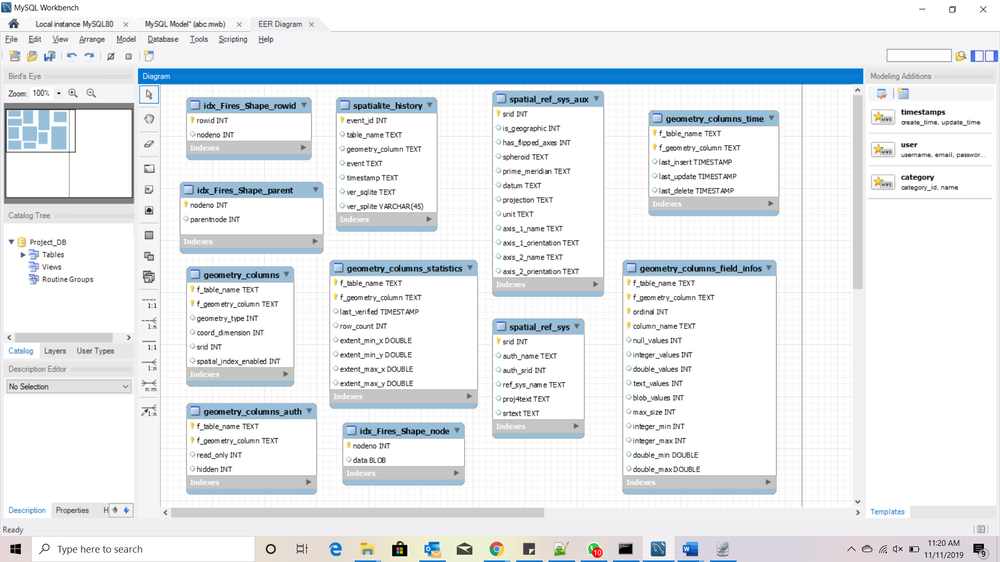 MySQL Workbench
Local instance MySQL80
MySQL Model* (abc.mwb)
EER Diagram
File Edit View Arrange Model Database Tools Scripting Help
Bird's Eye
Zoom: 100%
Catalog Tree
Project_DB
Tables
Views
Routine Groups
Catalog Layers User Types
Description Editor
No Selection
Description Properties H
Ready
Diagram
1:1
1:n
1:1
1:n
n:m
1:n
idx_Fires_Shape_rowid
rowid INT
nodeno INT
Indexes
idx_Fires_Shape_parent
nodeno INT
parentnode INT
Indexes
geometry_columns
f_table_name TEXT
f_geometry_column TEXT
geometry_type INT
coord_dimension INT
srid INT
spatial_index_enabled INT
Indexes
geometry_columns_auth
f_table_name TEXT
f_geometry_column TEXT
read_only INT
hidden INT
Indexes
spatialite_history
event_id INT
table_name TEXT
geometry_column TEXT
event TEXT
timestamp TEXT
ver_sqlite TEXT
ver_splite VARCHAR(45)
Indexes
geometry_columns_statistics
f_table_name TEXT
f_geometry_column TEXT
last_verified TIMESTAMP
row_count INT
extent_min_x DOUBLE
extent_min_y DOUBLE
extent_max_x DOUBLE
extent_max_y DOUBLE
Indexes
idx_Fires_Shape_node
nodeno INT
data BLOB
Indexes
spatial_ref_sys_aux
srid INT
is_geographic INT
has_flipped_axes INT
spheroid TEXT
prime_meridian TEXT
datum TEXT
projection TEXT
unit TEXT
axis_1_name TEXT
axis_1_orientation TEXT
axis_2_name TEXT
axis_2_orientation TEXT
Indexes
spatial_ref_sys
srid INT
auth_name TEXT
auth_srid INT
ref_sys_name TEXT
proj4text TEXT
srtext TEXT
Indexes
geometry_columns_time
f_table_name TEXT
f_geometry_column TEXT
last_insert TIMESTAMP
last_update TIMESTAMP
last_delete TIMESTAMP
Indexes
geometry_columns_field_infos
f_table_name TEXT
f_geometry_column TEXT
ordinal INT
column_name TEXT
null_values INT
integer_values INT
double_values INT
text_values INT
blob_values INT
max_size INT
integer_min INT
integer_max INT
double_min DOUBLE
double_max DOUBLE
Indexes
Modeling Additions
MWB
timestamps
create_time, update_time
MWB
user
username, email, passwor...
MWB
category
category_id, name
Templates
Type here to search
10
11:20 AM
11/11/2019
9